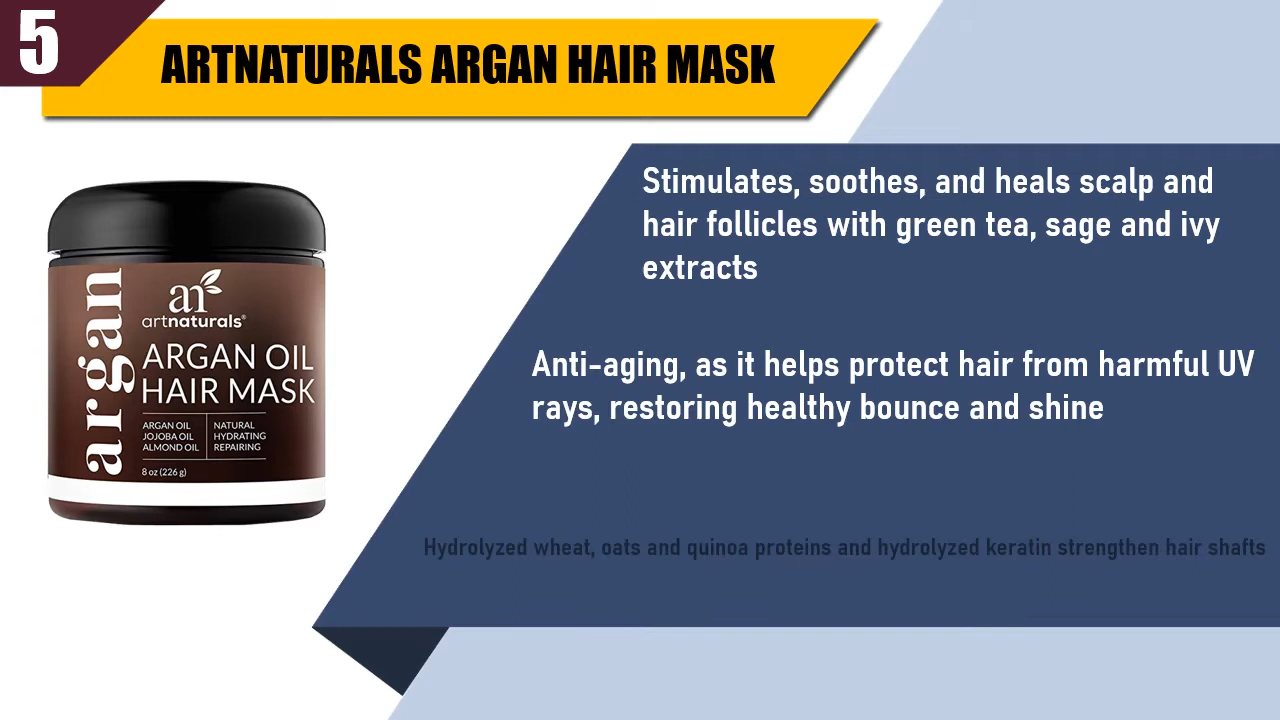 5
ARTNATURALS ARGAN HAIR MASK
Stimulates, soothes, and heals scalp and
hair follicles with green tea, sage and ivy
extracts
Anti-aging, as it helps protect hair from harmful UV
rays, restoring healthy bounce and shine
Hydrolyzed wheat, oats and quinoa proteins and hydrolyzed keratin strengthen hair shafts
argan
an
artnaturals®
ARGAN OIL
HAIR MASK
ARGAN OIL
JOJOBA OIL
ALMOND OIL
NATURAL
HYDRATING
REPAIRING
8 oz (226 g)